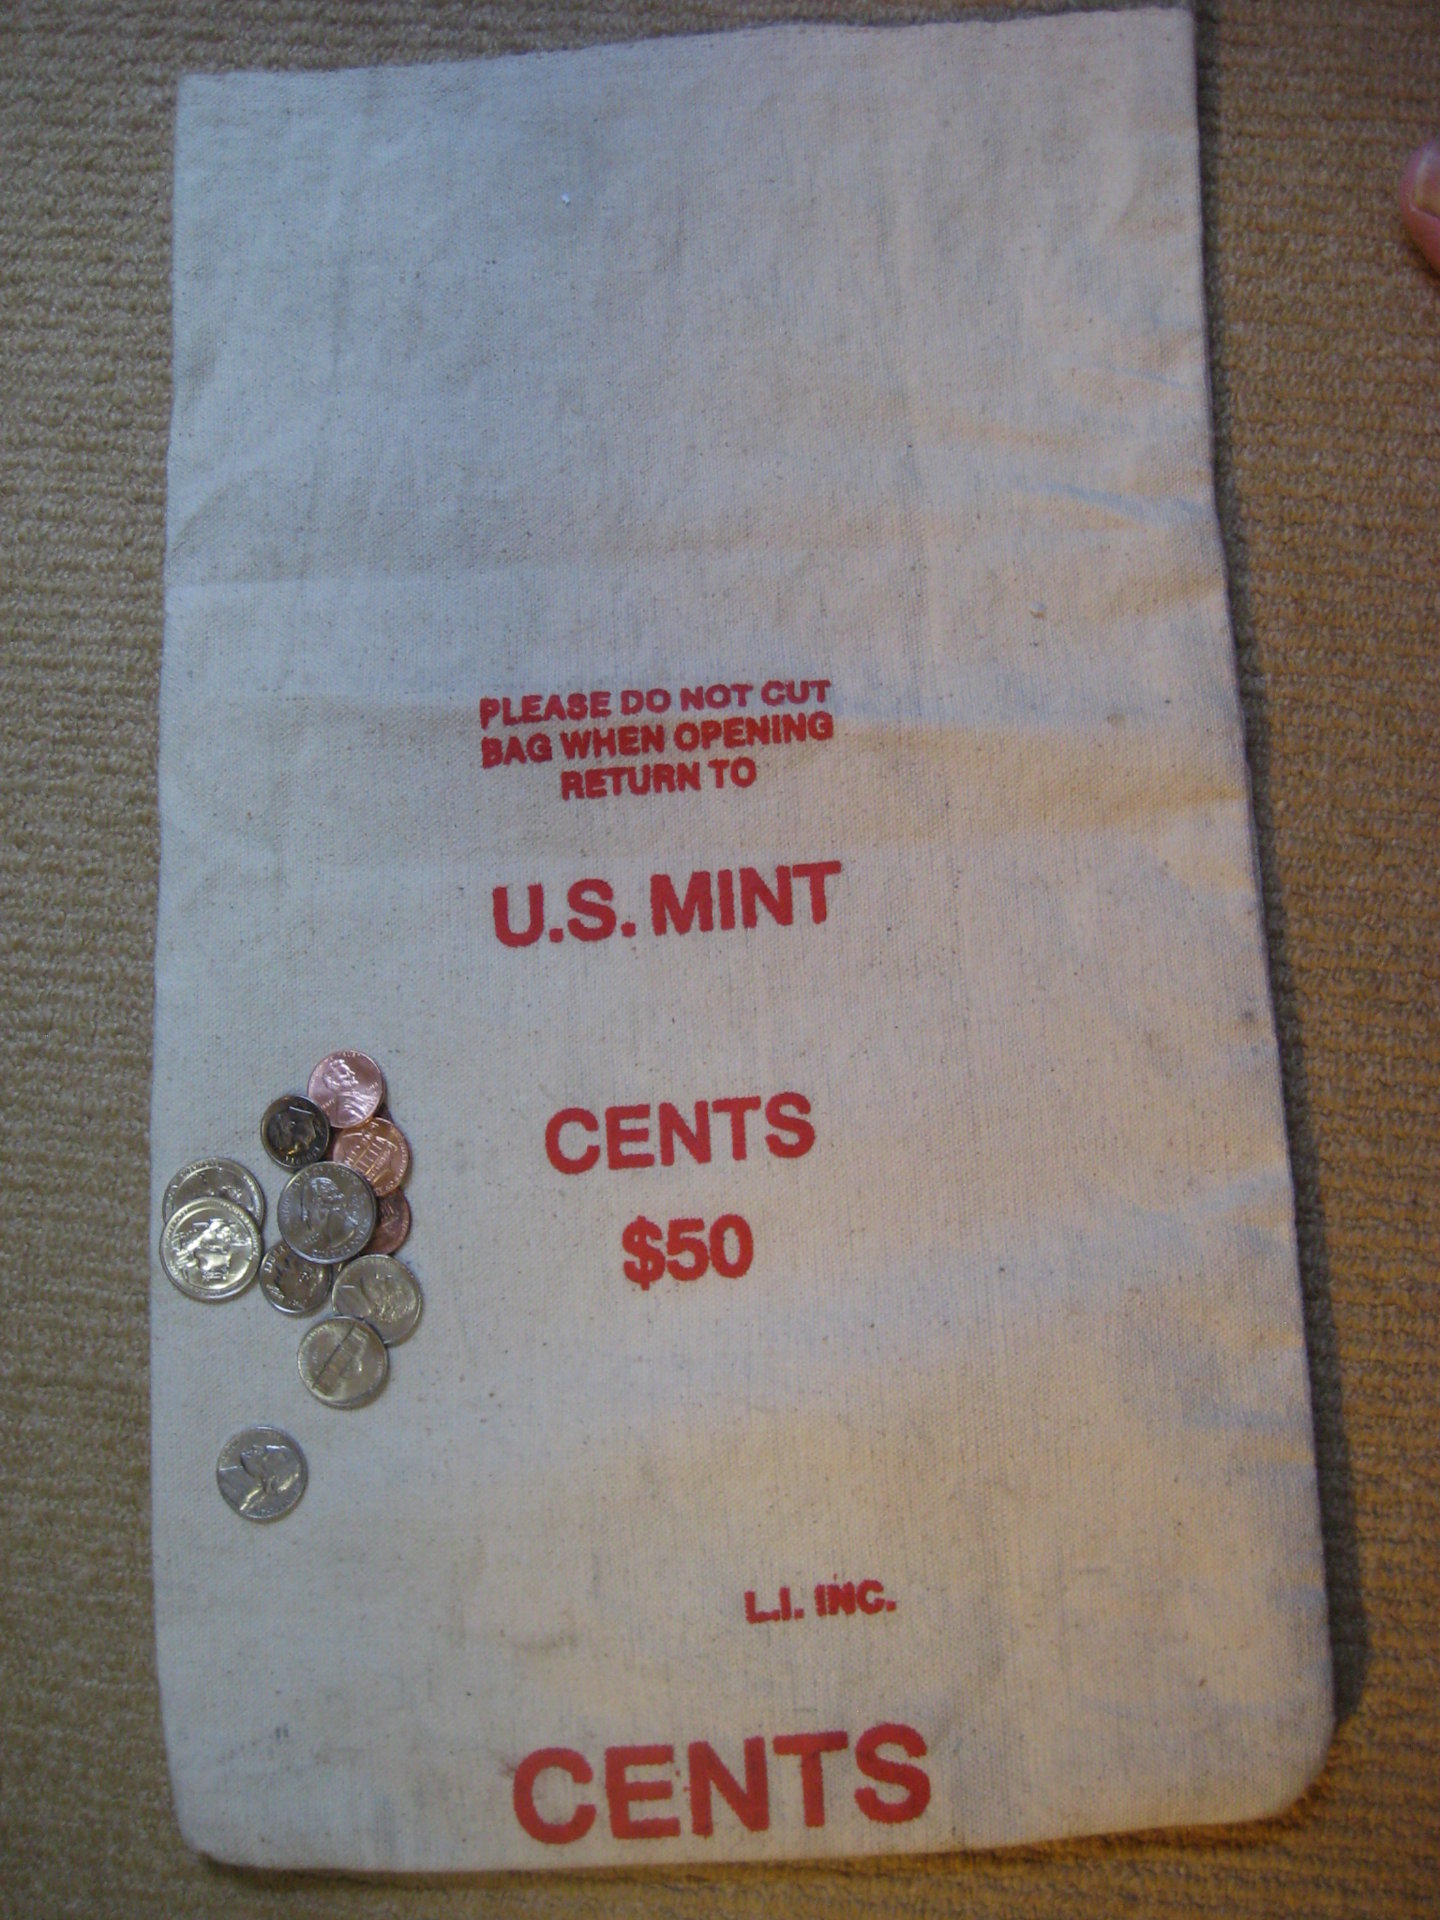 PLEASE DO NOT CUT
BAG WHEN OPENING
RETURN TO
U.S. MINT
CENTS
$50
L.I. INC.
CENTS